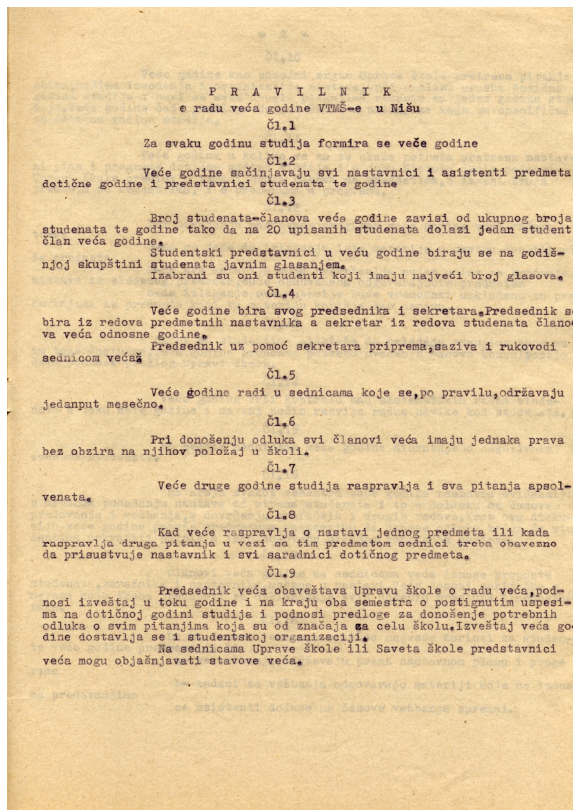 P R A V I L N I K
o radu veća godine VTMŠ-e u Nišu
Čl.1
Za svaku godinu studija formira se veće godine
Čl.2
Veće godine sačinjavaju svi nastavnici i asistenti predmeta
dotične godine i predstavnici studenata te godine
Čl.3
Broj studenata-članova veća godine zavisi od ukupnog broja
studenata te godine tako da na 20 upisanih studenata dolazi jedan student
član veća godine.
Studentski predstavnici u veću godine biraju se na godiš-
njoj skupštini studenata javnim glasanjem.
Izabrani su oni studenti koji imaju najveći broj glasova.
Čl.4
Veće godine bira svog predsednika i sekretara.Predsednik se
bira iz redova predmetnih nastavnika a sekretar iz redova studenata člano
va veća odnosne godine.
Predsednik uz pomoć sekretara priprema,saziva i rukovodi
sednicom veća.
Čl.5
Veće godine radi u sednicama koje se,po pravilu,održavaju
jedanput mesečno.
Čl.6
Pri donošenju odluka svi članovi veća imaju jednaka prava
bez obzira na njihov položaj u školi.
Čl.7
Veće druge godine studija raspravlja i sva pitanja apsol-
venata.
Čl.8
Kad veće raspravlja o nastavi jednog predmeta ili kada
raspravlja druga pitanja u vezi sa tim predmetom sednici treba obavezno
da prisustvuje nastavnik i svi saradnici dotičnog predmeta.
Čl.9
Predsednik veća obaveštava Upravu škole o radu veća,pod-
nosi izveštaj u toku godine i na kraju oba semestra o postignutim uspesi-
ma na dotičnoj godini studija i podnosi predloge za donošenje potrebnih
odluka o svim pitanjima koja su od značaja za celu školu.Izveštaj veća go-
dine dostavlja se i studentskoj organizaciji.
Na sednicama Uprave škole ili Saveta škole predstavnici
veća mogu objašnjavati stavove veća.